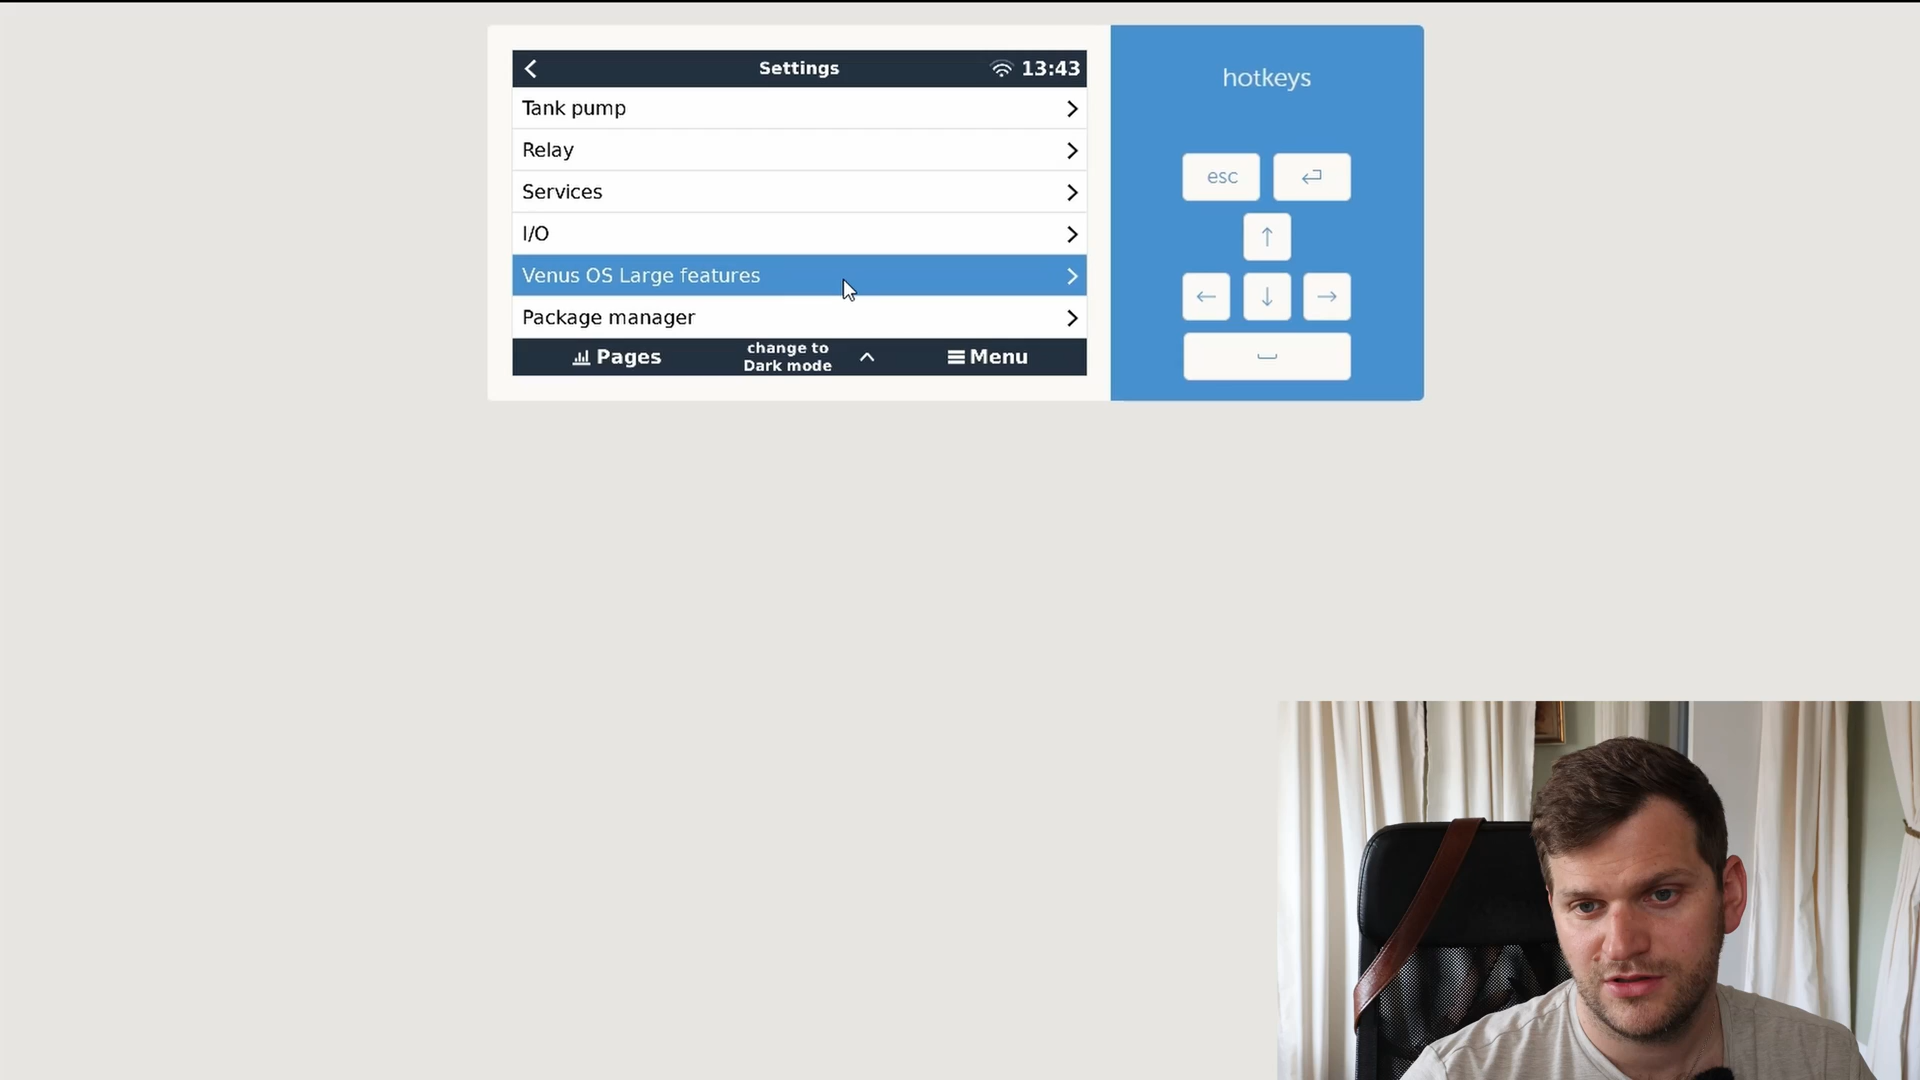 Settings
13:43
Tank pump
Relay
Services
I/O
Venus OS Large features
Package manager
Pages
change to
Dark mode
Menu
hotkeys
esc